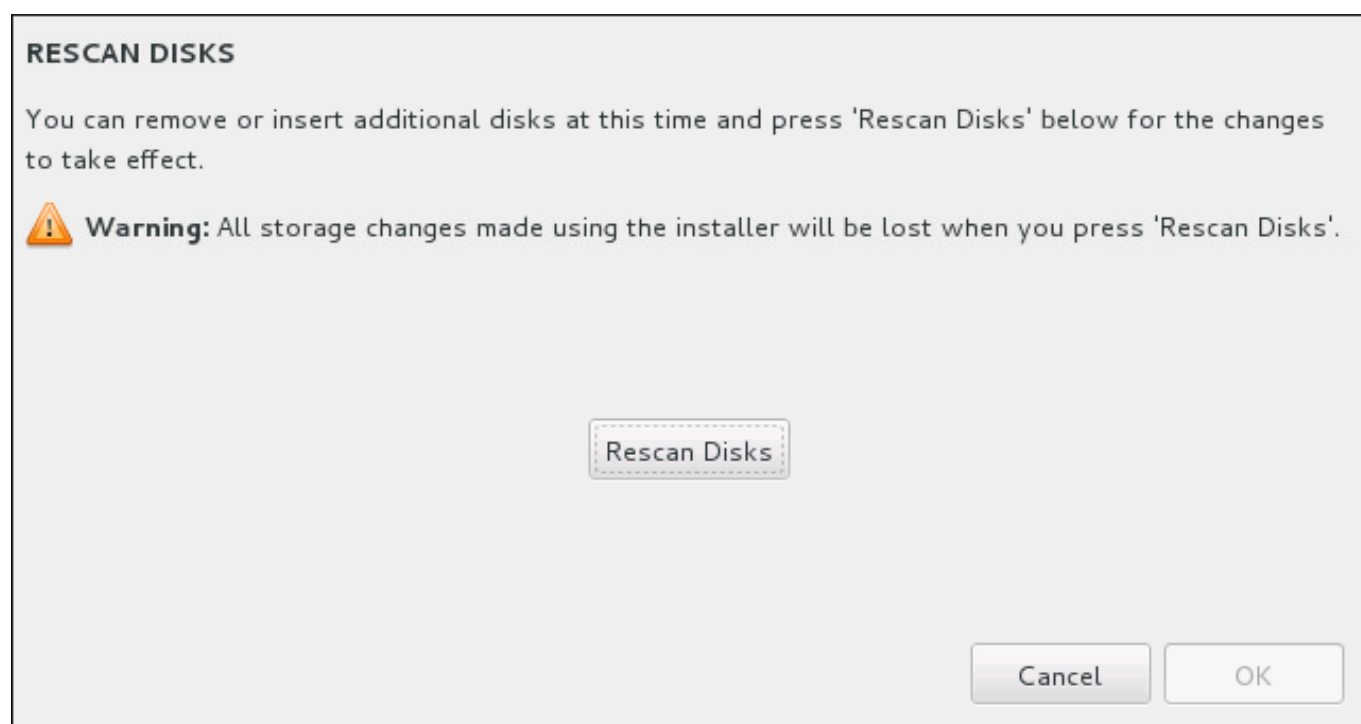 RESCAN DISKS
You can remove or insert additional disks at this time and press 'Rescan Disks' below for the changes
to take effect.
Warning: All storage changes made using the installer will be lost when you press 'Rescan Disks'.
Rescan Disks
Cancel
OK